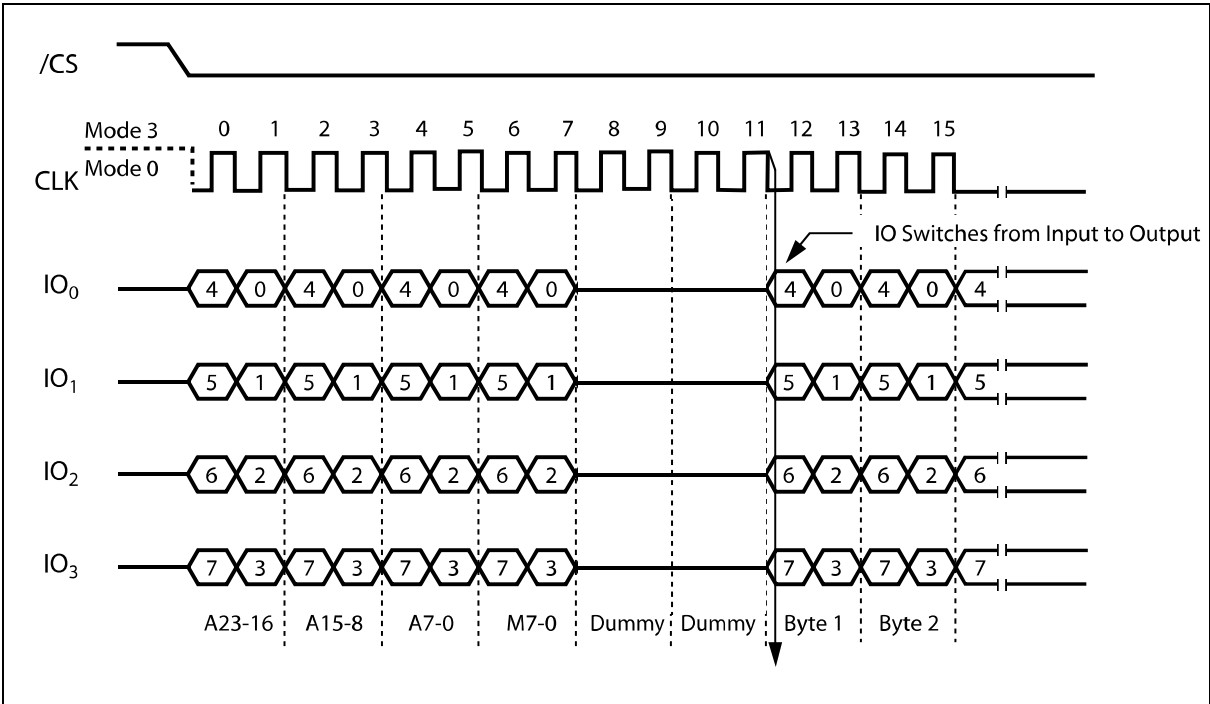 /CS
Mode 3
0 1 2 3 4 5 6 7 8 9 10 11 12 13 14 15
Mode 0
CLK
IO Switches from Input to Output
IO0 4 0 4 0 4 0 4 0 4 0 4 0 4
IO1 5 1 5 1 5 1 5 1 5 1 5 1 5
IO2 6 2 6 2 6 2 6 2 6 2 6 2 6
IO3 7 3 7 3 7 3 7 3 7 3 7 3 7
A23-16 A15-8 A7-0 M7-0 Dummy Dummy Byte 1 Byte 2